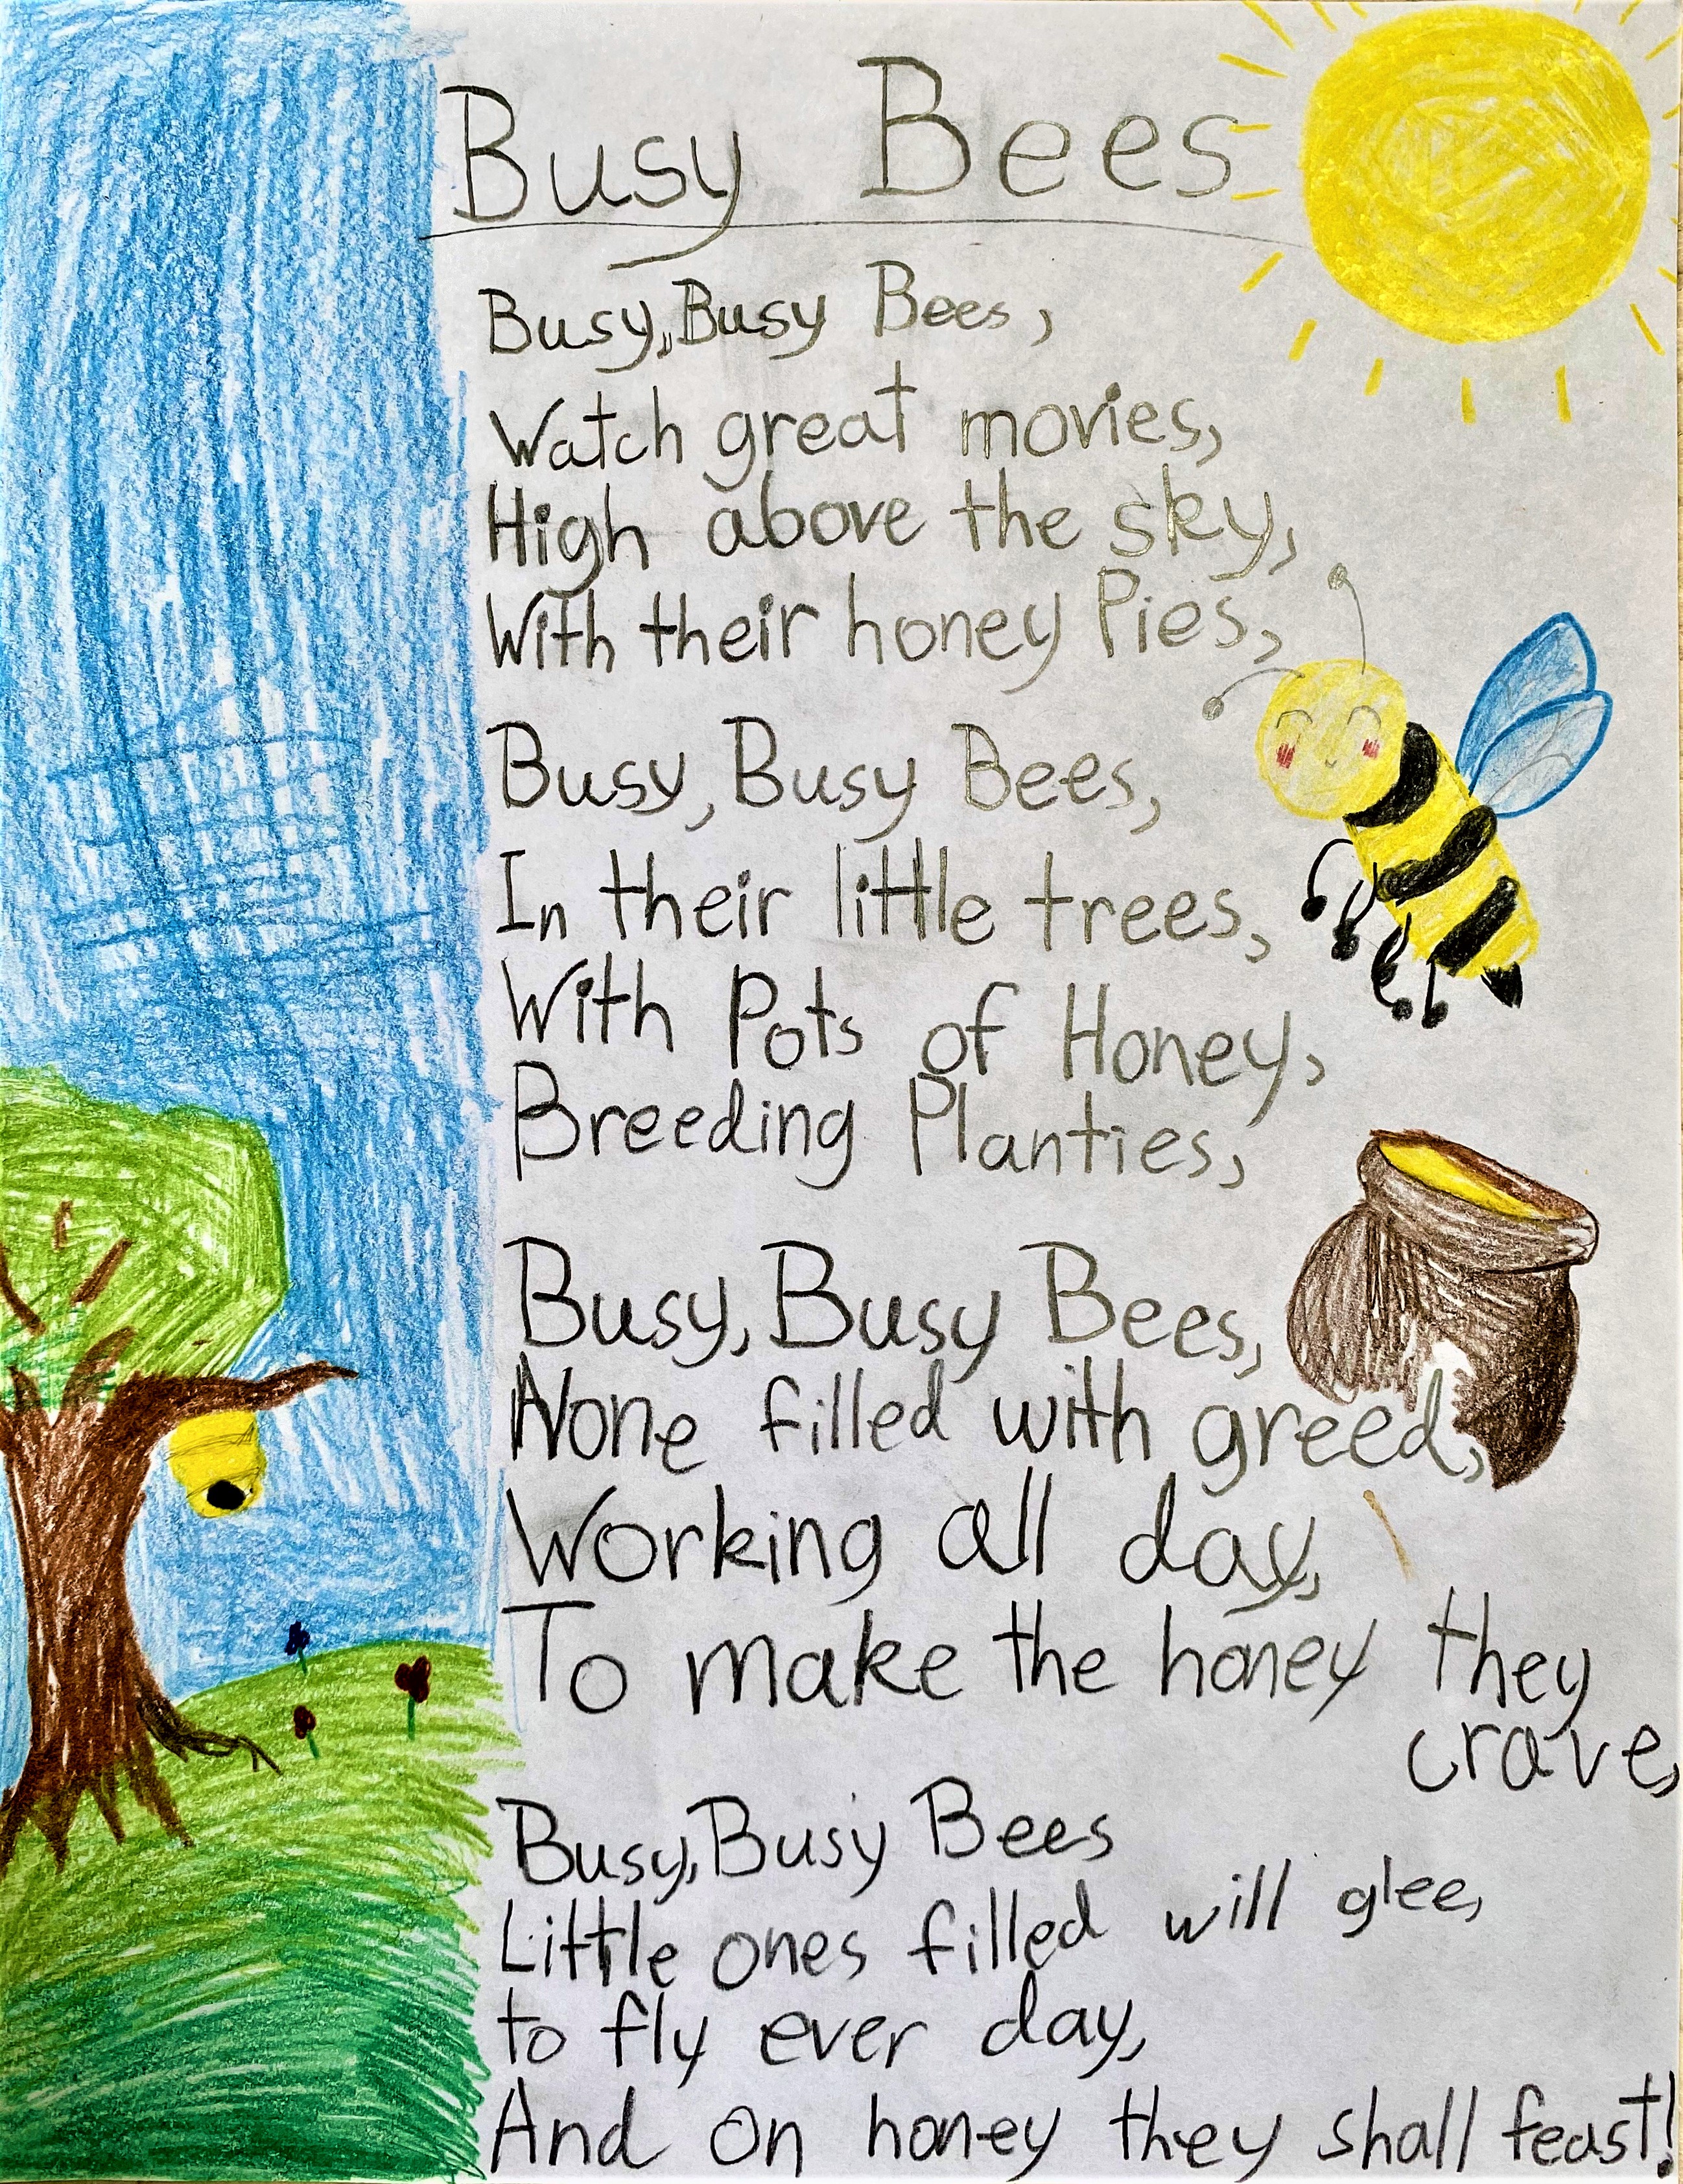 Busy Bees
Busy, Busy Bees,
Watch great movies,
High above the sky,
With their honey Pies,
Busy, Busy Bees,
In their little trees,
With Pots of Honey,
Breeding Planties,
Busy, Busy Bees,
None filled with greed,
Working all day,
To make the honey they
crave,
Busy, Busy Bees
Little ones filled will glee,
to fly ever day,
And on honey they shall feast!